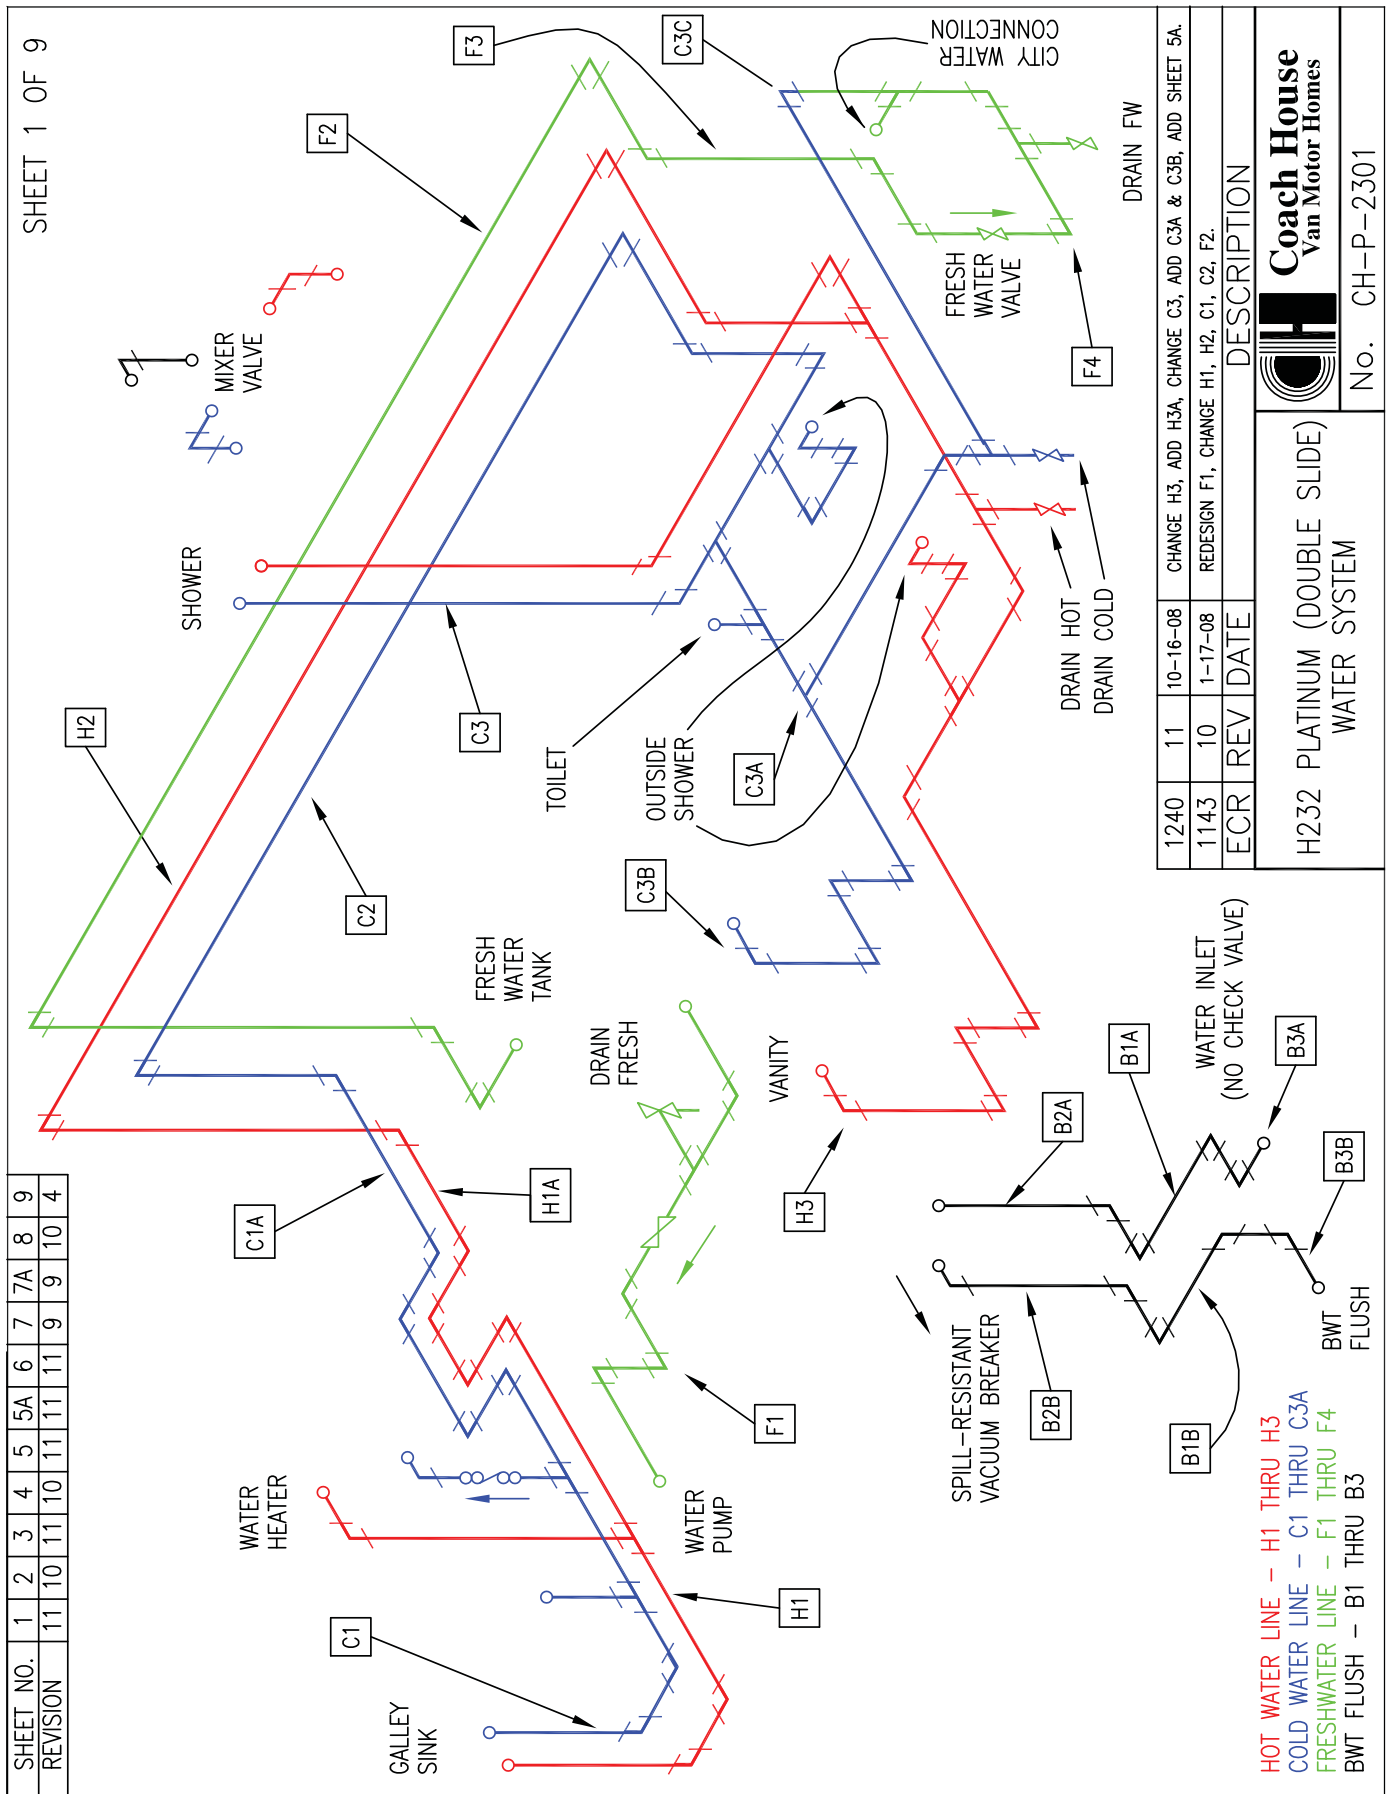 SHEET 1 OF 9
SHEET NO. 1 2 3 4 5 5A 6 7 7A 8 9
REVISION 11 10 11 10 11 11 11 9 9 10 4
H2
F2
F3
C3C
CITY WATER
CONNECTION
MIXER
VALVE
SHOWER
C2
C3
TOILET
OUTSIDE
SHOWER
C3A
C3B
FRESH
WATER
VALVE
F4
DRAIN FW
DRAIN HOT
DRAIN COLD
FRESH
WATER
TANK
DRAIN
FRESH
VANITY
H3
C1A
H1A
WATER
HEATER
GALLEY
SINK
C1
H1
WATER
PUMP
F1
SPILL-RESISTANT
VACUUM BREAKER
B2B
B2A
B1A
B1B
WATER INLET
(NO CHECK VALVE)
B3A
B3B
BWT
FLUSH
HOT WATER LINE - H1 THRU H3
COLD WATER LINE - C1 THRU C3A
FRESHWATER LINE - F1 THRU F4
BWT FLUSH - B1 THRU B3
1240 11 10-16-08 CHANGE H3, ADD H3A, CHANGE C3, ADD C3A & C3B, ADD SHEET 5A.
1143 10 1-17-08 REDESIGN F1, CHANGE H1, H2, C1, C2, F2.
ECR REV DATE DESCRIPTION
H232 PLATINUM (DOUBLE SLIDE)
WATER SYSTEM
Coach House
Van Motor Homes
No. CH-P-2301